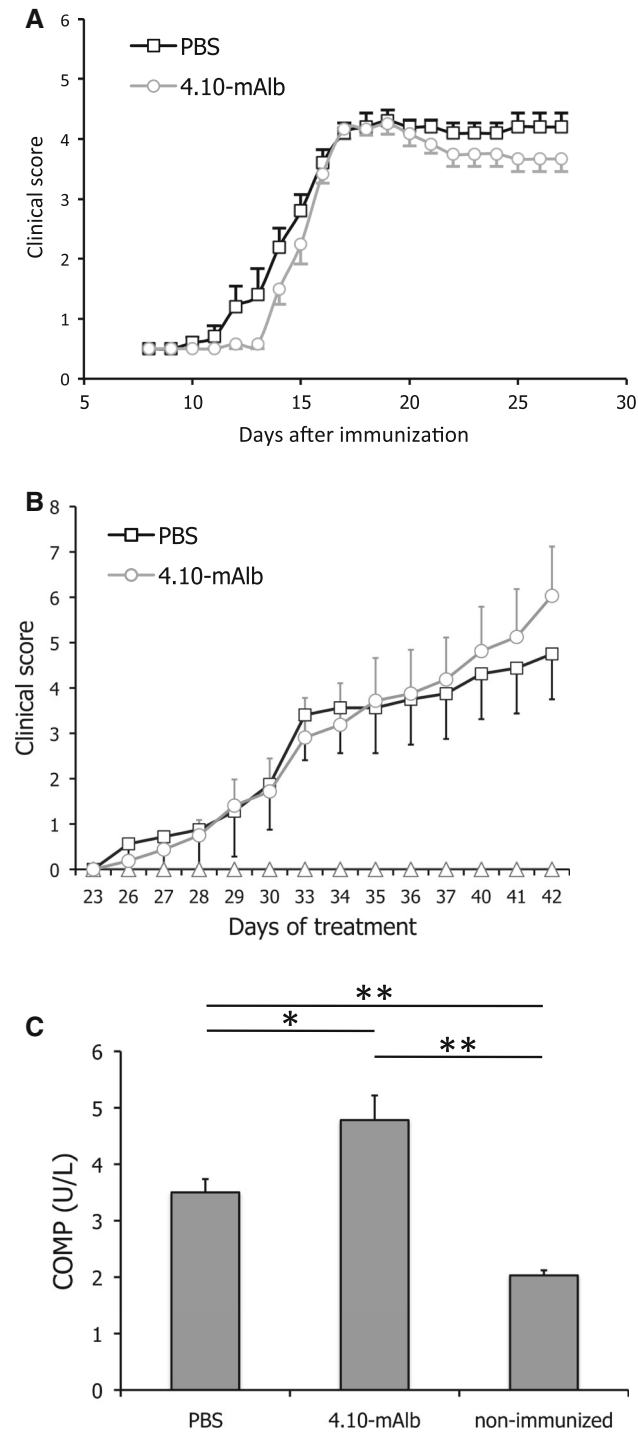 A
6
5
4
3
2
1
0
Clinical score
PBS
4.10-mAlb
5 10 15 20 25 30
Days after immunization
B
8
7
6
5
4
3
2
1
0
Clinical score
PBS
4.10-mAlb
23 26 27 28 29 30 33 34 35 36 37 40 41 42
Days of treatment
C
**
*
**
6
5
4
3
2
1
0
COMP (U/L)
PBS 4.10-mAlb non-immunized